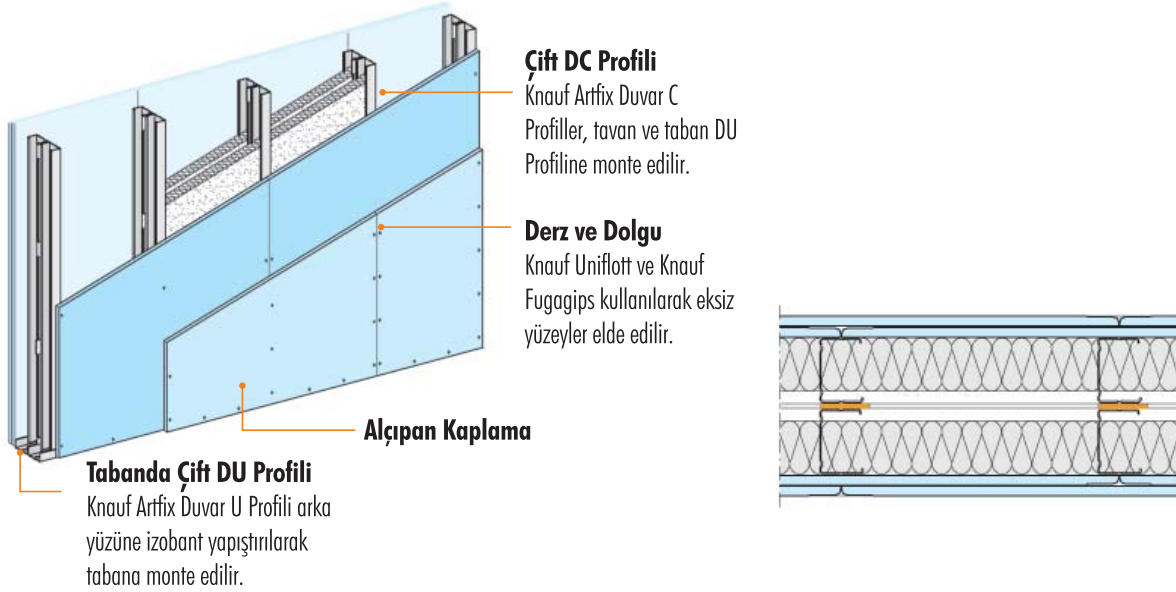 Çift DC Profili
Knauf Artfix Duvar C
Profiller, tavan ve taban DU
Profiline monte edilir.
Derz ve Dolgu
Knauf Uniflott ve Knauf
Fugagips kullanılarak eksiz
yüzeyler elde edilir.
Alçıpan Kaplama
Tabanda Çift DU Profili
Knauf Artfix Duvar U Profili arka
yüzüne izobant yapıştırılarak
tabana monte edilir.